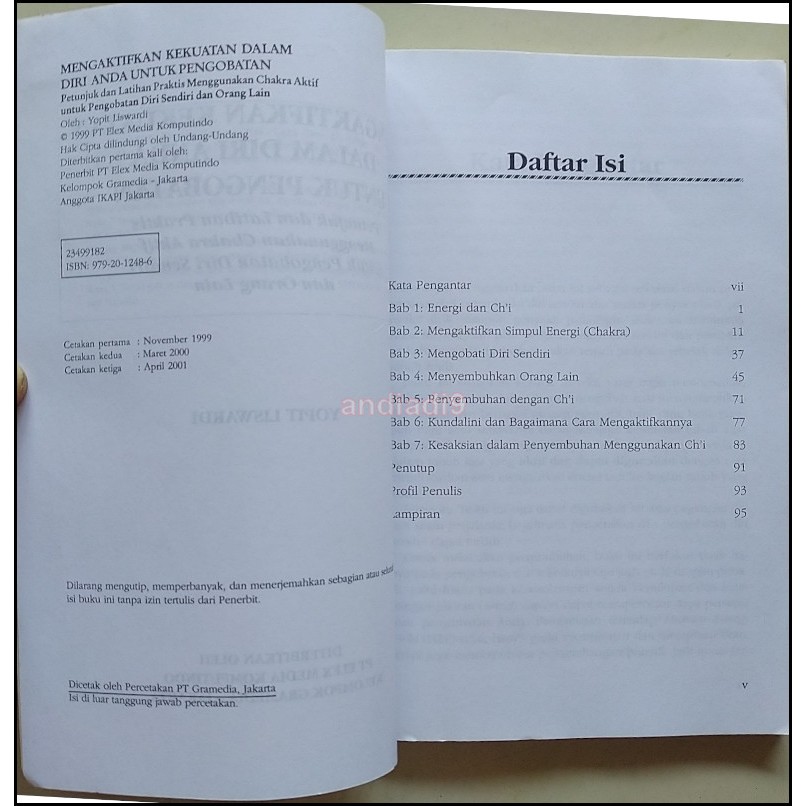 MENGAKTIFKAN KEKUATAN DALAM
DIRI ANDA UNTUK PENGOBATAN
Petunjuk dan Latihan Praktis Menggunakan Chakra Aktif
untuk Pengobatan Diri Sendiri dan Orang Lain
Oleh : Yopit Liswardi
© 1999 PT Elex Media Komputindo
Hak Cipta dilindungi oleh Undang-Undang
Diterbitkan pertama kali oleh:
Penerbit PT Elex Media Komputindo
Kelompok Gramedia - Jakarta
Anggota IKAPI Jakarta
23499182
ISBN: 979-20-1248-6
Cetakan pertama : November 1999
Cetakan kedua : Maret 2000
Cetakan ketiga : April 2001
Dilarang mengutip, memperbanyak, dan menerjemahkan sebagian atau
isi buku ini tanpa izin tertulis dari Penerbit.
Dicetak oleh Percetakan PT Gramedia, Jakarta
Isi di luar tanggung jawab percetakan.
Daftar Isi
Kata Pengantar vii
Bab 1: Energi dan Ch'i 1
Bab 2: Mengaktifkan Simpul Energi (Chakra) 11
Bab 3: Mengobati Diri Sendiri 37
Bab 4: Menyembuhkan Orang Lain 45
Bab 5: Penyembuhan dengan Ch'i 71
Bab 6: Kundalini dan Bagaimana Cara Mengaktifkannya 77
Bab 7: Kesaksian dalam Penyembuhan Menggunakan Ch'i 83
Penutup 91
Profil Penulis 93
Lampiran 95
v
andiadi9